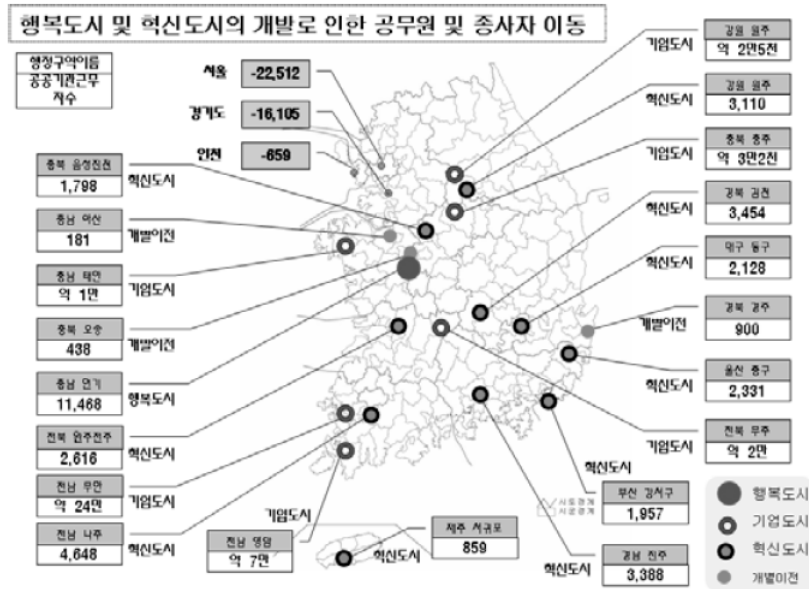 행복도시 및 혁신도시의 개발로 인한 공무원 및 종사자 이동
행정구역이름
공공기관근무
자수
서울
-22,512
경기도
-16,105
인천
-659
충북 음성진천
1,798
혁신도시
충남 아산
181
개별이전
충남 태안
약 1만
기업도시
충북 오송
438
개별이전
충남 연기
11,468
행복도시
전북 완주전주
2,616
혁신도시
전남 무안
약 24만
기업도시
전남 나주
4,648
혁신도시
강원 원주
기업도시
약 2만5천
강원 원주
혁신도시
3,110
충북 충주
기업도시
약 3만2천
경북 김천
혁신도시
3,454
대구 동구
혁신도시
2,128
경북 경주
개별이전
900
울산 중구
혁신도시
2,331
전북 무주
기업도시
약 2만
혁신도시
부산 강서구
1,957
기업도시
전남 영암
약 7만
제주 서귀포
혁신도시
859
경남 진주
혁신도시
3,388
시도경계
시군경계
행복도시
기업도시
혁신도시
개별이전